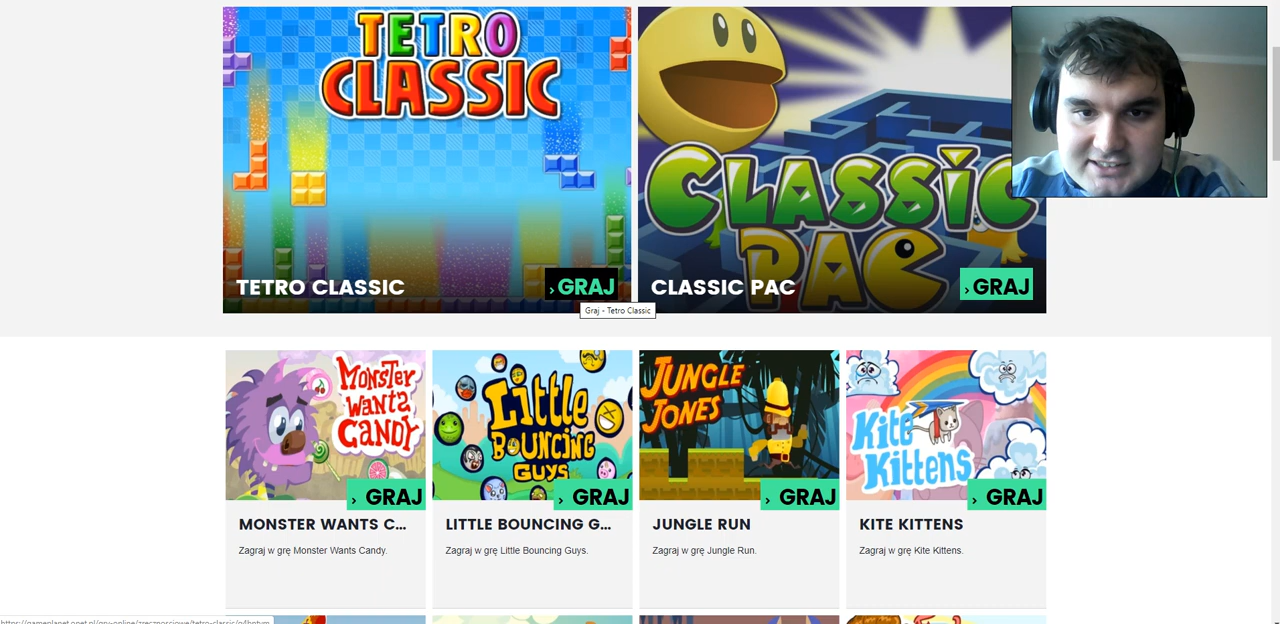 TETRO
CLASSIC
TETRO CLASSIC
› GRAJ
CLASSIC
PAC
CLASSIC PAC
› GRAJ
Graj - Tetro Classic
MONSTER
WANTS
CANDY
› GRAJ
MONSTER WANTS C...
Zagraj w grę Monster Wants Candy.
Little
BOUNCING
GUYS
› GRAJ
LITTLE BOUNCING G...
Zagraj w grę Little Bouncing Guys.
JUNGLE
JONES
› GRAJ
JUNGLE RUN
Zagraj w grę Jungle Run.
Kite
Kittens
› GRAJ
KITE KITTENS
Zagraj w grę Kite Kittens.